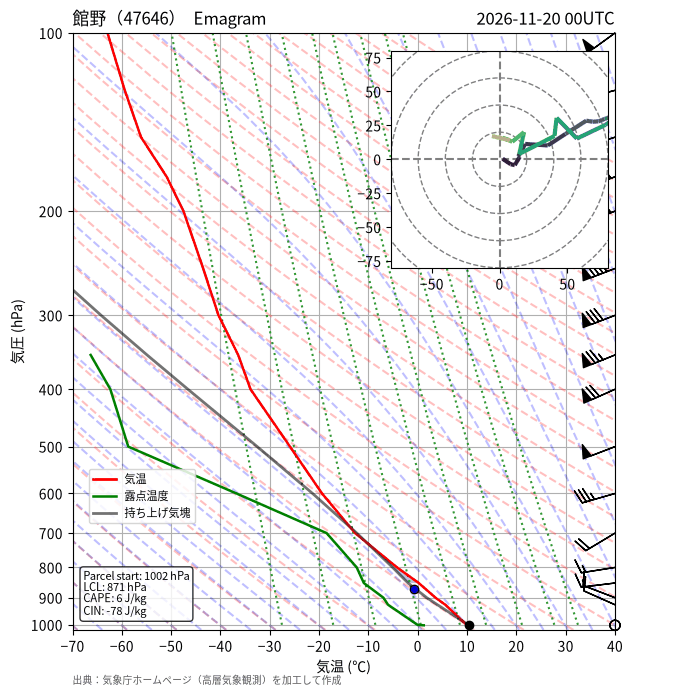 館野（47646） Emagram
2026-11-20 00UTC
気圧 (hPa)
100
200
300
400
500
600
700
800
900
1000
75
50
25
0
−25
−50
−75
−50
0
50
気温
露点温度
持ち上げ気塊
Parcel start: 1002 hPa
LCL: 871 hPa
CAPE: 6 J/kg
CIN: -78 J/kg
−70
−60
−50
−40
−30
−20
−10
0
10
20
30
40
気温 (°C)
出典：気象庁ホームページ（高層気象観測）を加工して作成